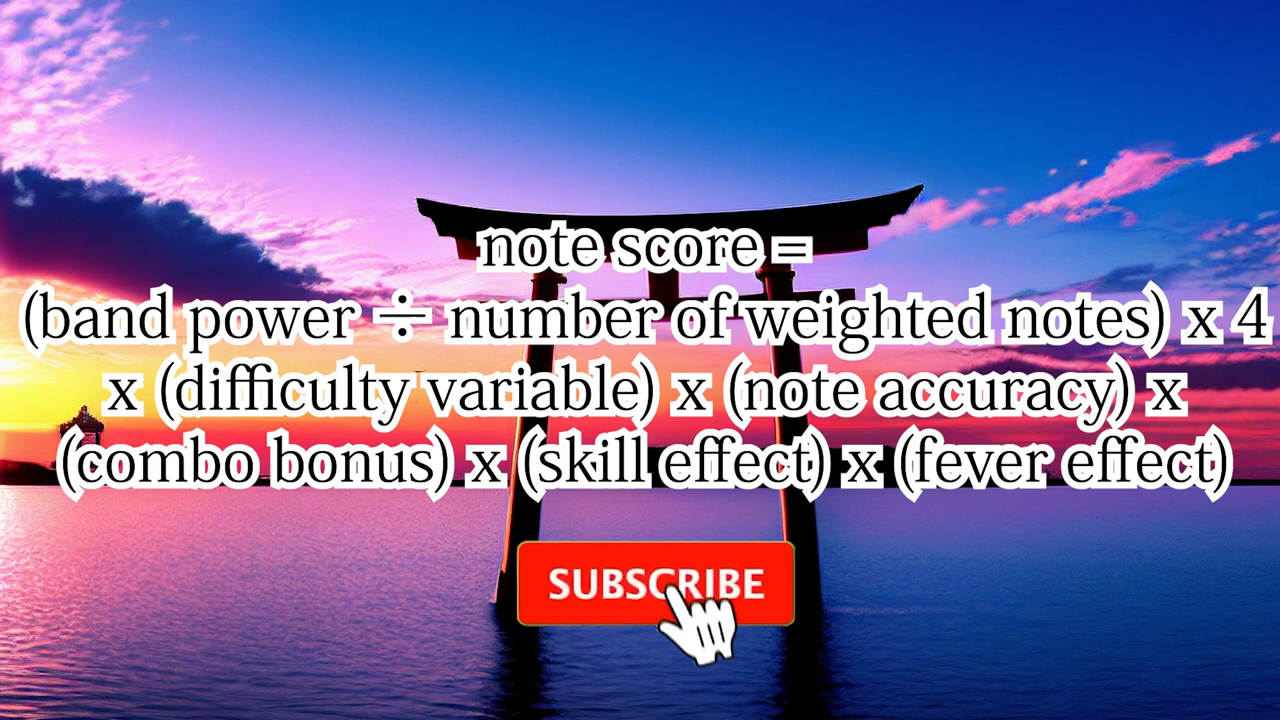 note score =
(band power ÷ number of weighted notes) x 4
x (difficulty variable) x (note accuracy) x
(combo bonus) x (skill effect) x (fever effect)
SUBSCRIBE